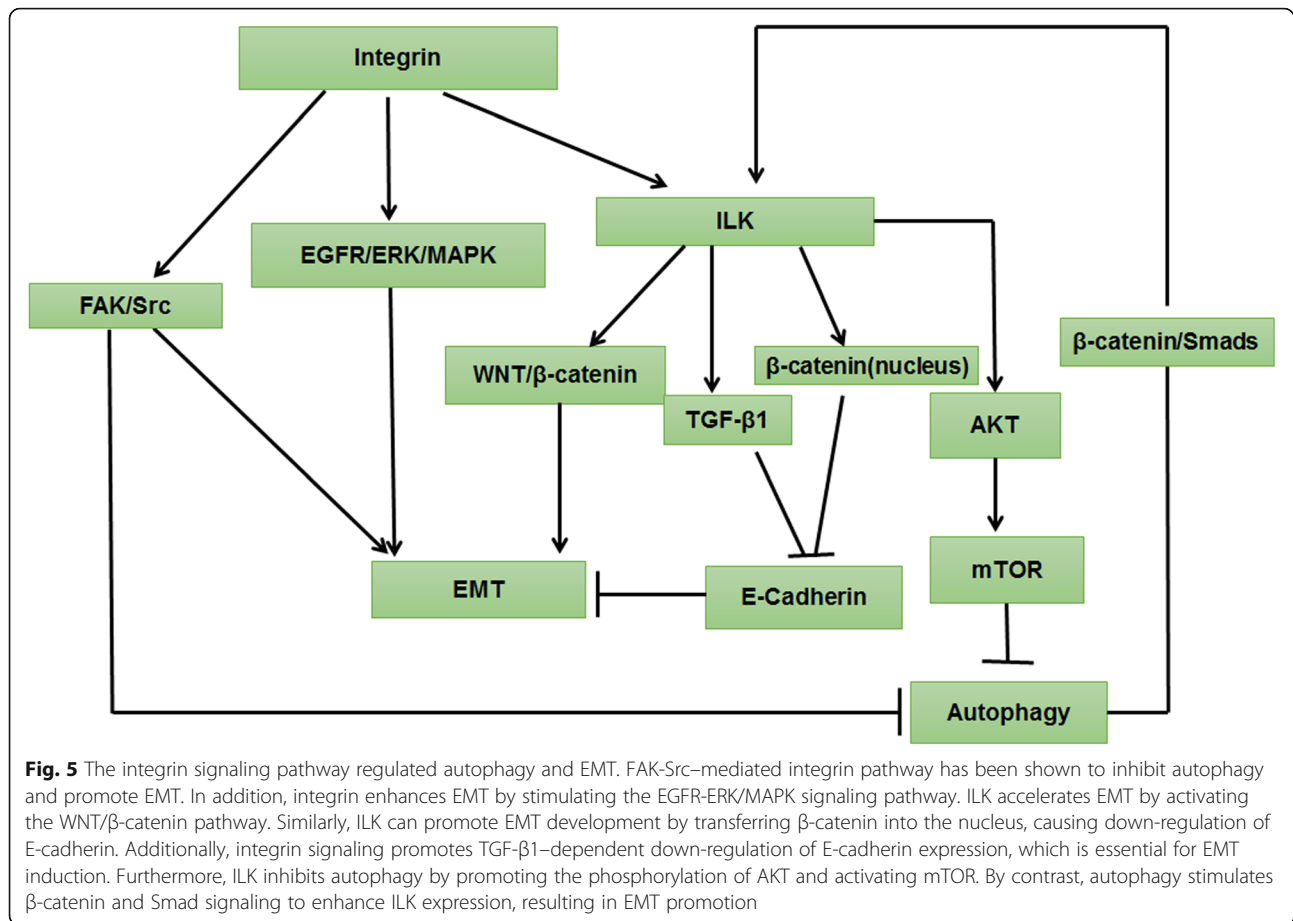 Integrin
ILK
EGFR/ERK/MAPK
FAK/Src
β-catenin/Smads
WNT/β-catenin
β-catenin(nucleus)
TGF-β1
AKT
mTOR
EMT
E-Cadherin
Autophagy
Fig. 5 The integrin signaling pathway regulated autophagy and EMT. FAK-Src–mediated integrin pathway has been shown to inhibit autophagy
and promote EMT. In addition, integrin enhances EMT by stimulating the EGFR-ERK/MAPK signaling pathway. ILK accelerates EMT by activating
the WNT/β-catenin pathway. Similarly, ILK can promote EMT development by transferring β-catenin into the nucleus, causing down-regulation of
E-cadherin. Additionally, integrin signaling promotes TGF-β1–dependent down-regulation of E-cadherin expression, which is essential for EMT
induction. Furthermore, ILK inhibits autophagy by promoting the phosphorylation of AKT and activating mTOR. By contrast, autophagy stimulates
β-catenin and Smad signaling to enhance ILK expression, resulting in EMT promotion